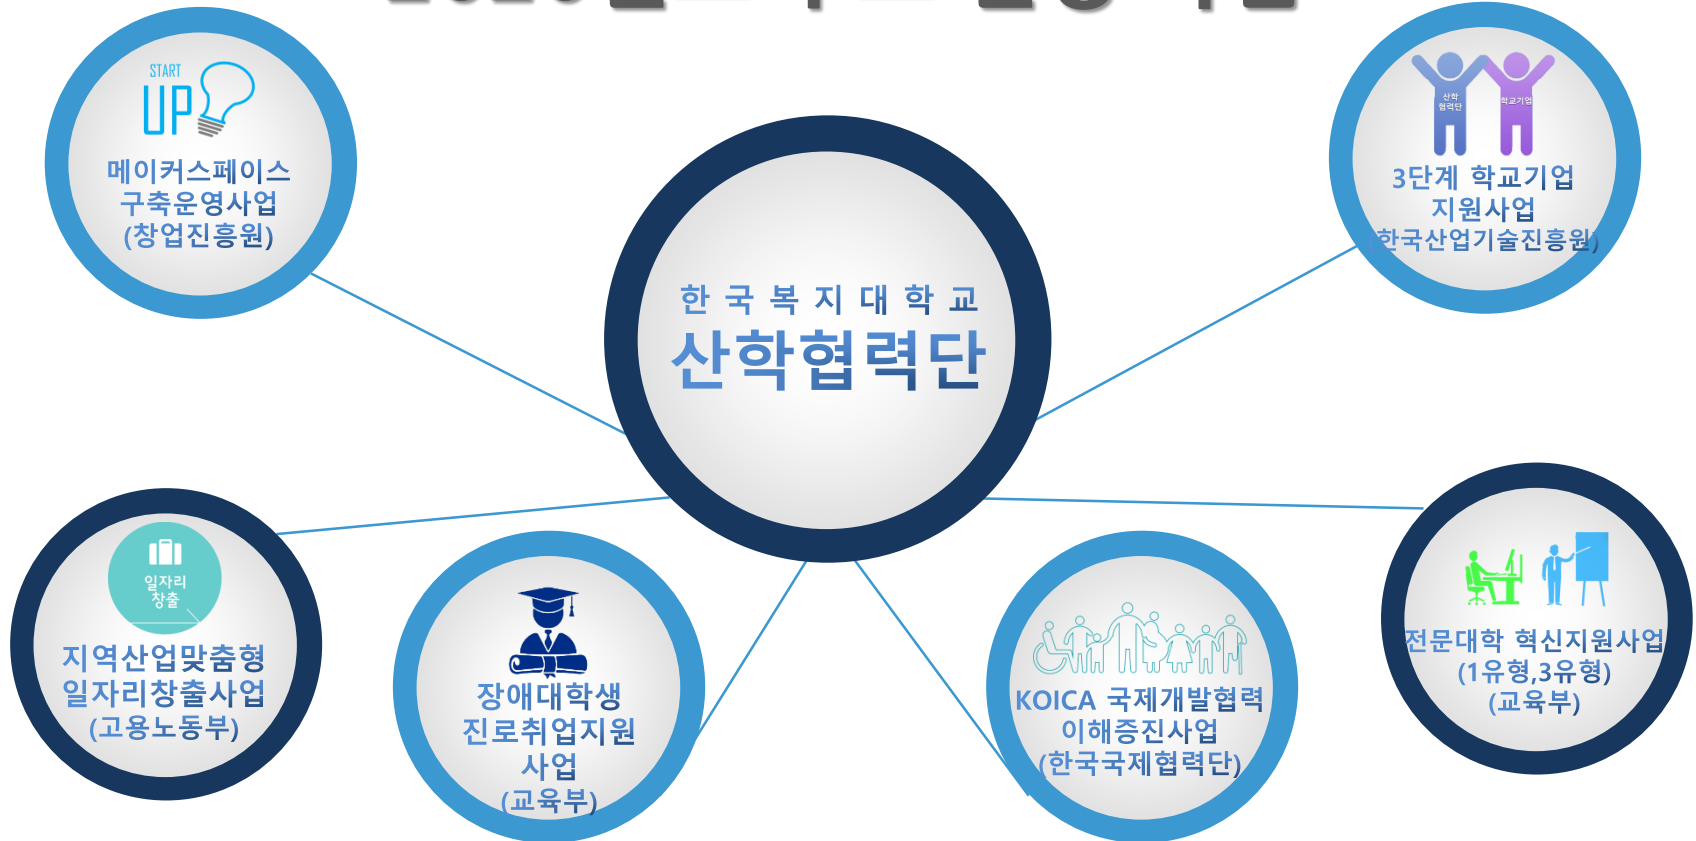 START
UP
메이커스페이스
구축운영사업
(창업진흥원)
산학
협력단
학교기업
3단계 학교기업
지원사업
(한국산업기술진흥원)
한국복지대학교
산학협력단
일자리
창출
지역산업맞춤형
일자리창출사업
(고용노동부)
장애대학생
진로취업지원
사업
(교육부)
KOICA 국제개발협력
이해증진사업
(한국국제협력단)
전문대학 혁신지원사업
(1유형,3유형)
(교육부)